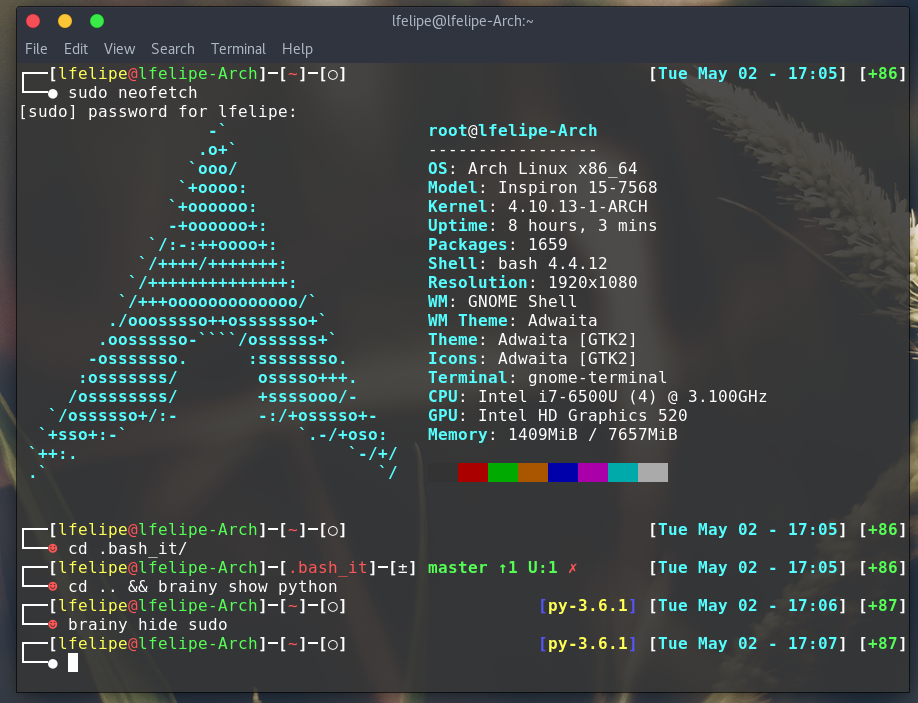 lfelipe@lfelipe-Arch:~
File Edit View Search Terminal Help
┌──[lfelipe@lfelipe-Arch]─[~]─[○] [Tue May 02 - 17:05] [+86]
└──● sudo neofetch
[sudo] password for lfelipe:
-` root@lfelipe-Arch
.o+` -----------------
`ooo/ OS: Arch Linux x86_64
`+oooo: Model: Inspiron 15-7568
`+oooooo: Kernel: 4.10.13-1-ARCH
-+oooooo+: Uptime: 8 hours, 3 mins
`/:-:++oooo+: Packages: 1659
`/++++/+++++++: Shell: bash 4.4.12
`/++++++++++++++: Resolution: 1920x1080
`/+++ooooooooooooo/` WM: GNOME Shell
./ooosssso++osssssso+` WM Theme: Adwaita
.oossssso-````/ossssss+` Theme: Adwaita [GTK2]
-osssssso. :ssssssso. Icons: Adwaita [GTK2]
:osssssss/ osssso+++. Terminal: gnome-terminal
/ossssssss/ +ssssooo/- CPU: Intel i7-6500U (4) @ 3.100GHz
`/ossssso+/:- -:/+osssso+- GPU: Intel HD Graphics 520
`+sso+:-` `.-/+oso: Memory: 1409MiB / 7657MiB
`++:. `-/+/
.` `/
┌──[lfelipe@lfelipe-Arch]─[~]─[○] [Tue May 02 - 17:05] [+86]
└──☻ cd .bash_it/
┌──[lfelipe@lfelipe-Arch]─[.bash_it]─[±] master ↑1 U:1 ✗ [Tue May 02 - 17:05] [+86]
└──☻ cd .. && brainy show python
┌──[lfelipe@lfelipe-Arch]─[~]─[○] [py-3.6.1] [Tue May 02 - 17:06] [+87]
└──☻ brainy hide sudo
┌──[lfelipe@lfelipe-Arch]─[~]─[○] [py-3.6.1] [Tue May 02 - 17:07] [+87]
└──●